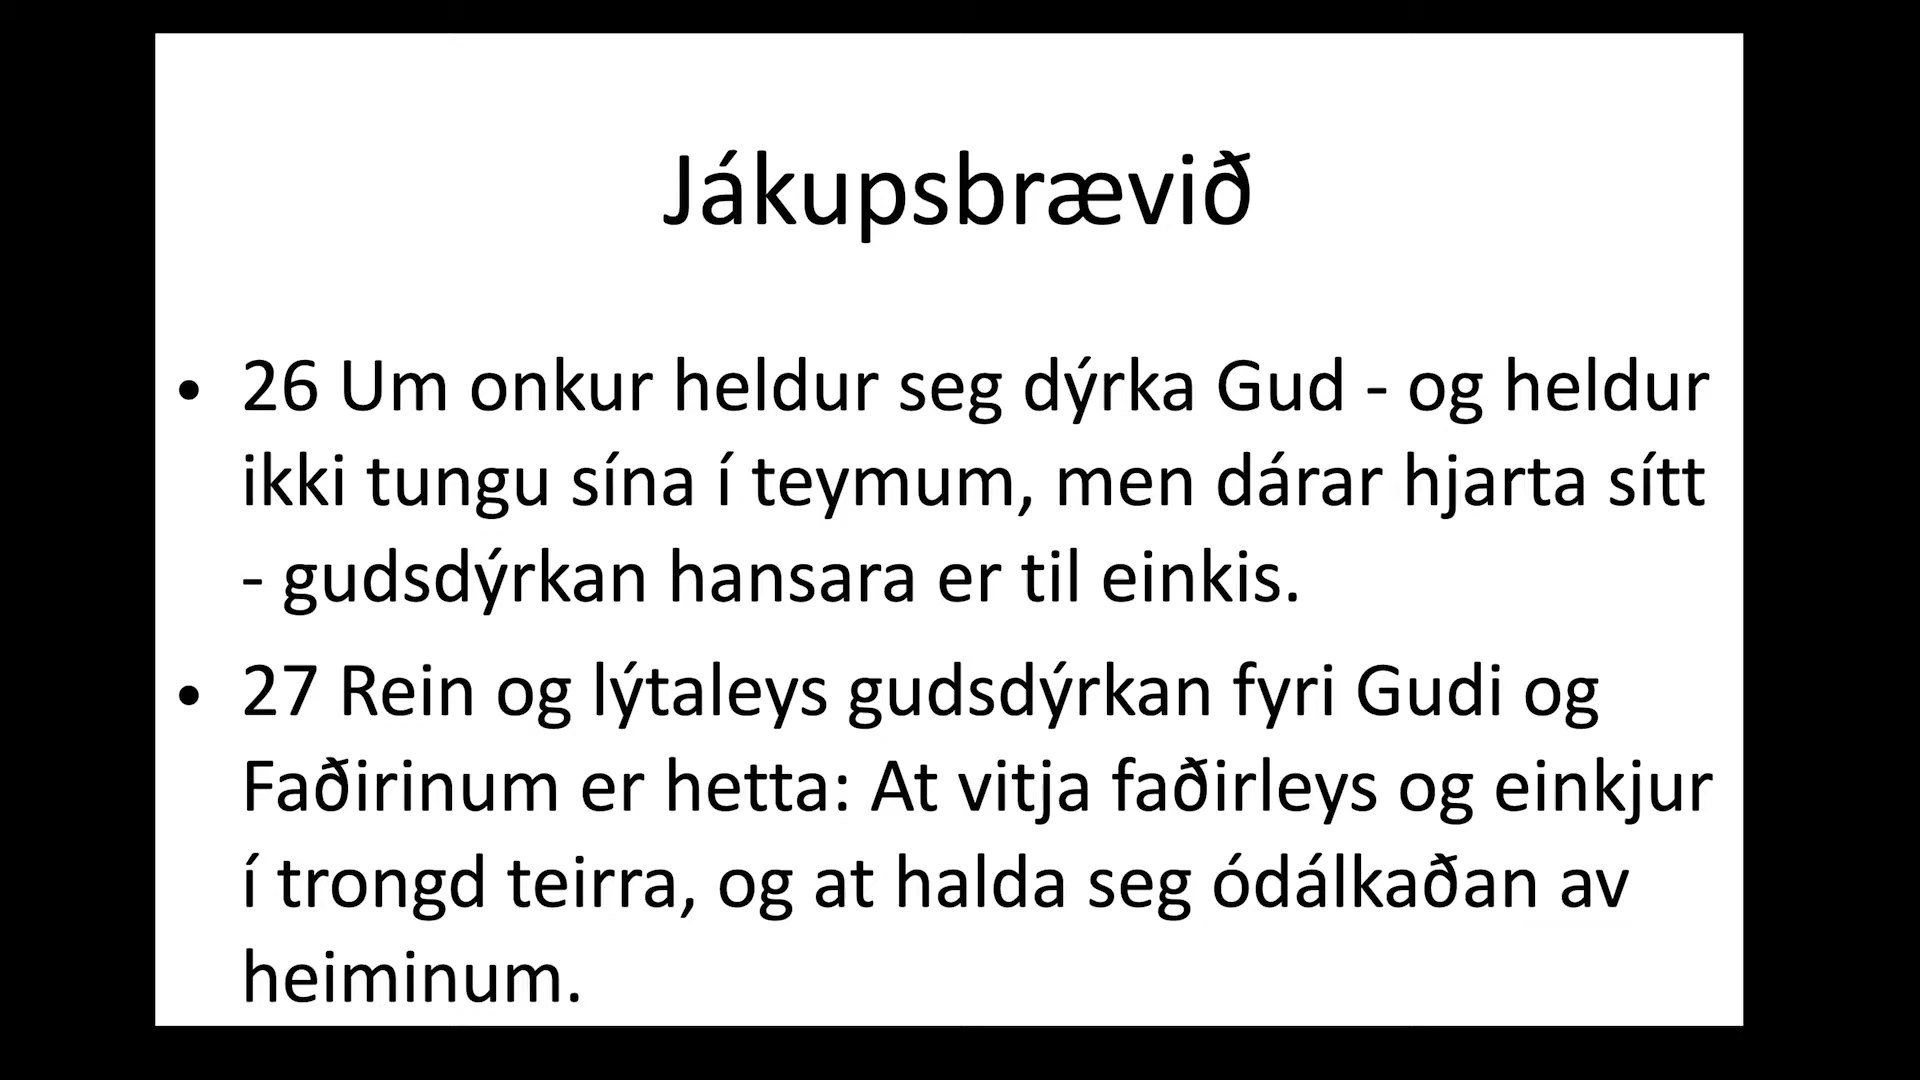 Jákupsbrævið
• 26 Um onkur heldur seg dýrka Gud - og heldur
ikki tungu sína í teymum, men dárar hjarta sítt
- gudsdýrkan hansara er til einkis.
• 27 Rein og lýtaleys gudsdýrkan fyri Gudi og
Faðirinum er hetta: At vitja faðirleys og einkjur
í trongd teirra, og at halda seg ódálkaðan av
heiminum.